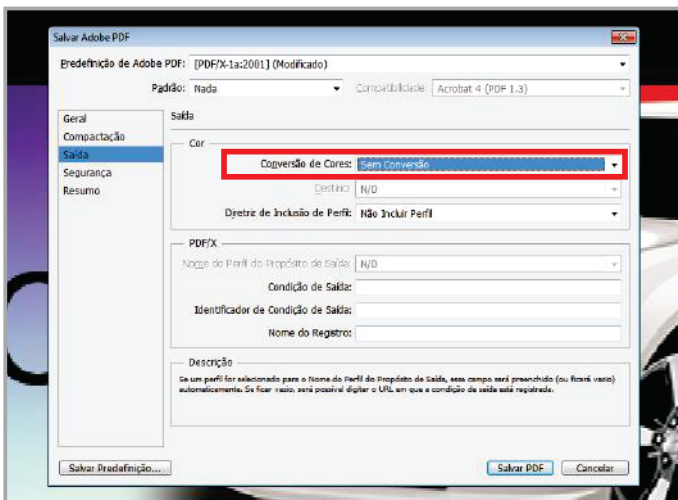 Salvar Adobe PDF
Predefinição de Adobe PDF: [PDF/X-1a:2001] (Modificado)
Padrão: Nada Compatibilidade: Acrobat 4 (PDF 1.3)
Geral
Compactação
Saída
Segurança
Resumo
Saída
Cor
Conversão de Cores: Sem Conversão
Destino: N/D
Diretriz de Inclusão de Perfil: Não Incluir Perfil
PDF/X
Nome do Perfil do Propósito de Saída: N/D
Condição de Saída:
Identificador de Condição de Saída:
Nome do Registro:
Descrição
Se um perfil for selecionado para o Nome do Perfil do Propósito de Saída, esse campo será preenchido (ou ficará vazio)
automaticamente. Se ficar vazio, será possível digitar o URL em que a condição de saída está registrada.
Salvar Predefinição... Salvar PDF Cancelar